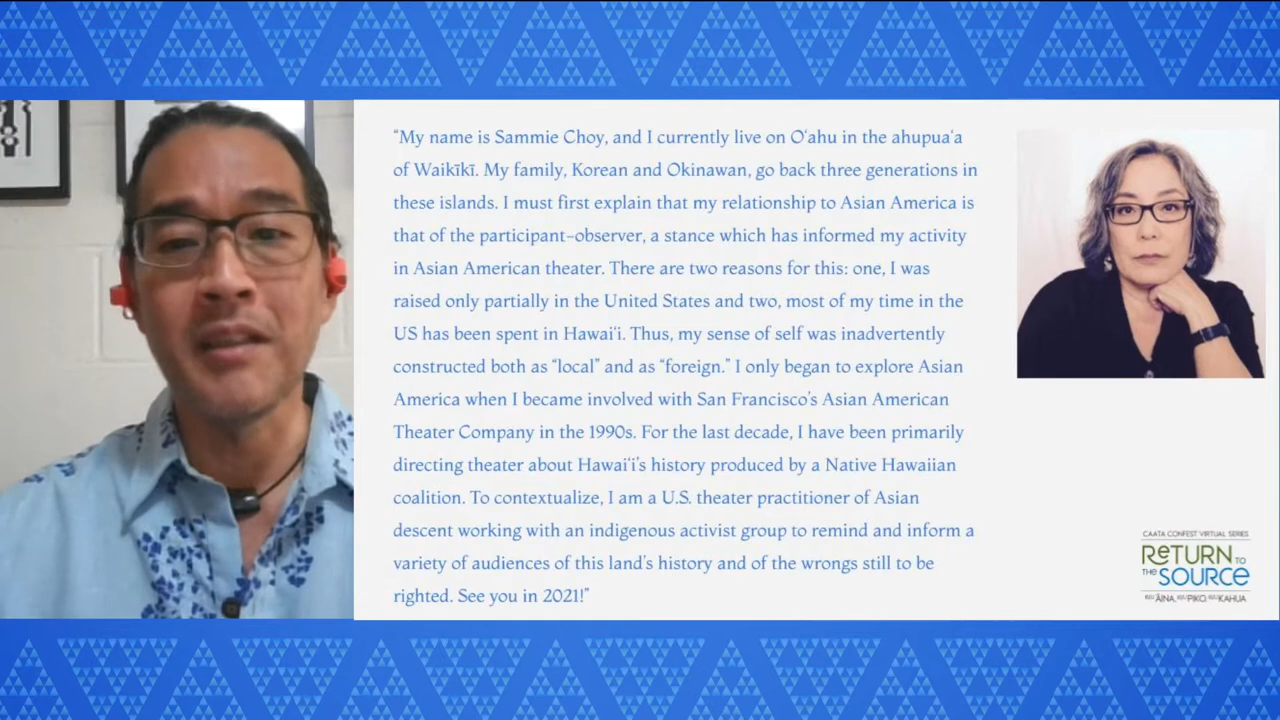 “My name is Sammie Choy, and I currently live on Oʻahu in the ahupuaʻa
of Waikīkī. My family, Korean and Okinawan, go back three generations in
these islands. I must first explain that my relationship to Asian America is
that of the participant–observer, a stance which has informed my activity
in Asian American theater. There are two reasons for this: one, I was
raised only partially in the United States and two, most of my time in the
US has been spent in Hawaiʻi. Thus, my sense of self was inadvertently
constructed both as “local” and as “foreign.” I only began to explore Asian
America when I became involved with San Francisco’s Asian American
Theater Company in the 1990s. For the last decade, I have been primarily
directing theater about Hawaiʻi’s history produced by a Native Hawaiian
coalition. To contextualize, I am a U.S. theater practitioner of Asian
descent working with an indigenous activist group to remind and inform a
variety of audiences of this land’s history and of the wrongs still to be
righted. See you in 2021!”
CAATA CONFEST VIRTUAL SERIES
RETURN TO
THE SOURCE
ʻĀINA, PIKO, KAHUA